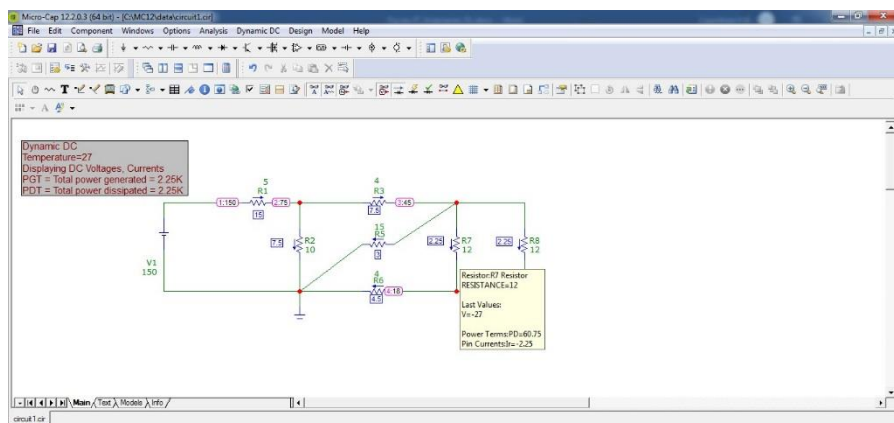 Micro-Cap 12.2.0.3 (64 bit) - [C:\MC12\data\circuit1.cir]
File Edit Component Windows Options Analysis Dynamic DC Design Model Help
Dynamic DC
Temperature=27
Displaying DC Voltages, Currents
PGT = Total power generated = 2.25K
PDT = Total power dissipated = 2.25K
5
R1
1:150
2:75
15
4
R3
7.5
3:45
7.5
R2
10
15
R5
3
2.25
R7
12
2.25
R8
12
V1
150
4
R6
4.5
4:18
Resistor:R7 Resistor
RESISTANCE=12
Last Values:
V=-27
Power Terms:PD=60.75
Pin Currents:Ir=-2.25
Main Text Models Info
circuit1.cir